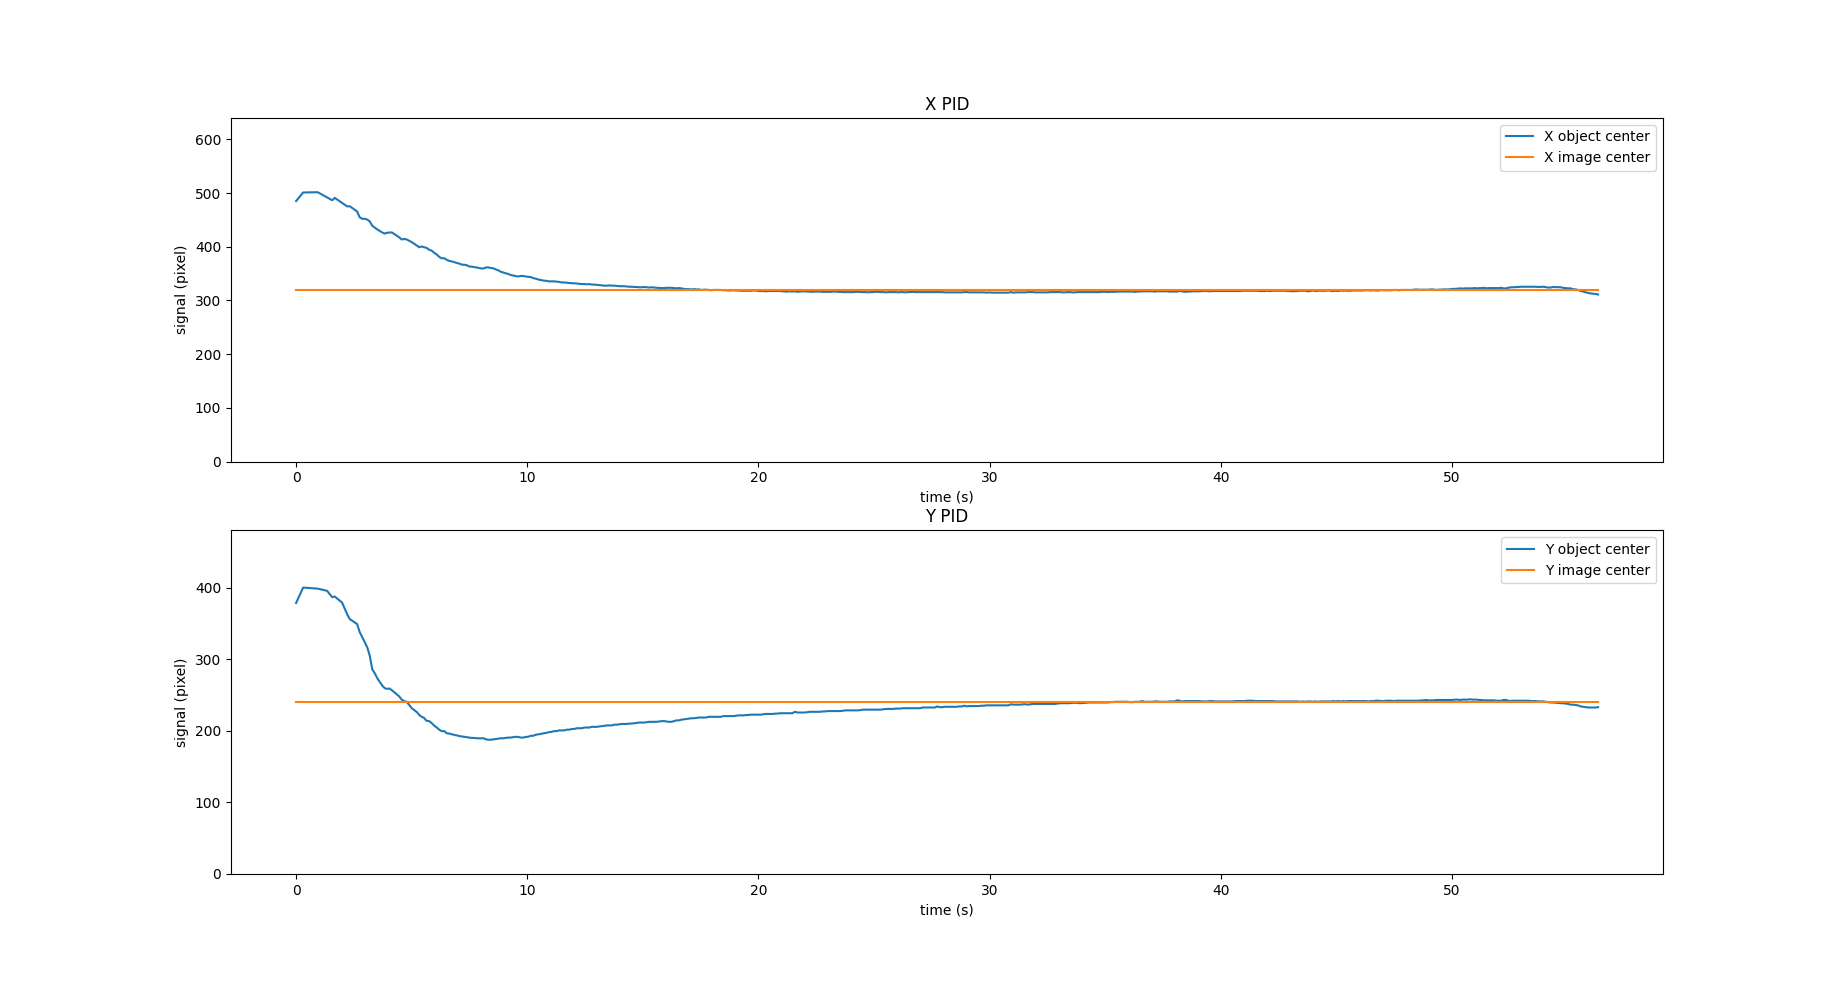 X PID
600
500
400
300
200
100
0
signal (pixel)
X object center
X image center
0 10 20 30 40 50
time (s)
Y PID
400
300
200
100
0
signal (pixel)
Y object center
Y image center
0 10 20 30 40 50
time (s)